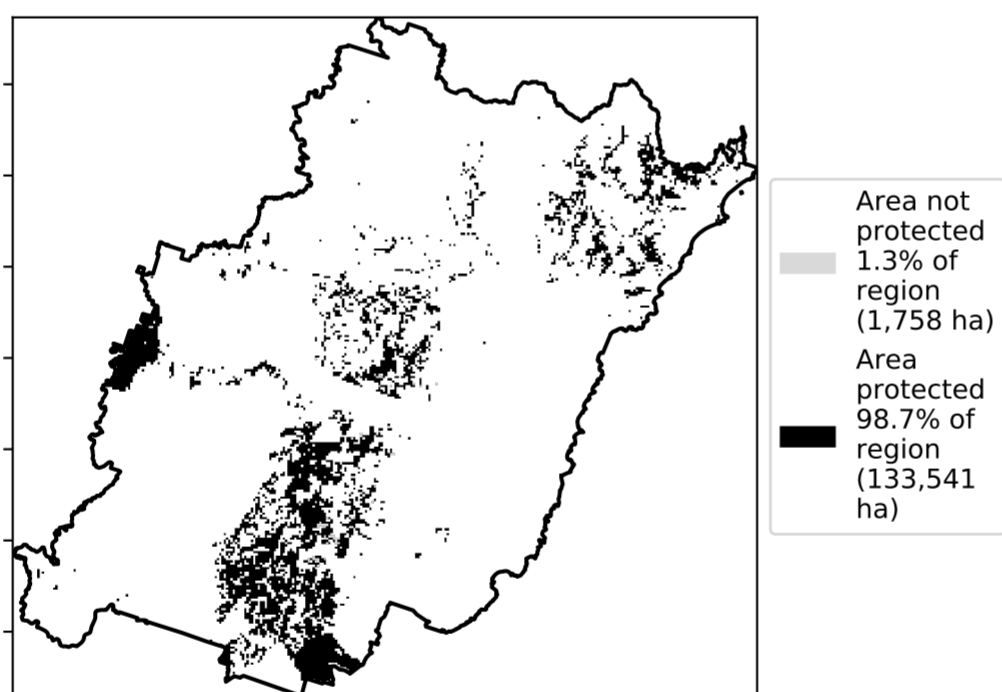 Area not
protected
1.3% of
region
(1,758 ha)
Area
protected
98.7% of
region
(133,541
ha)